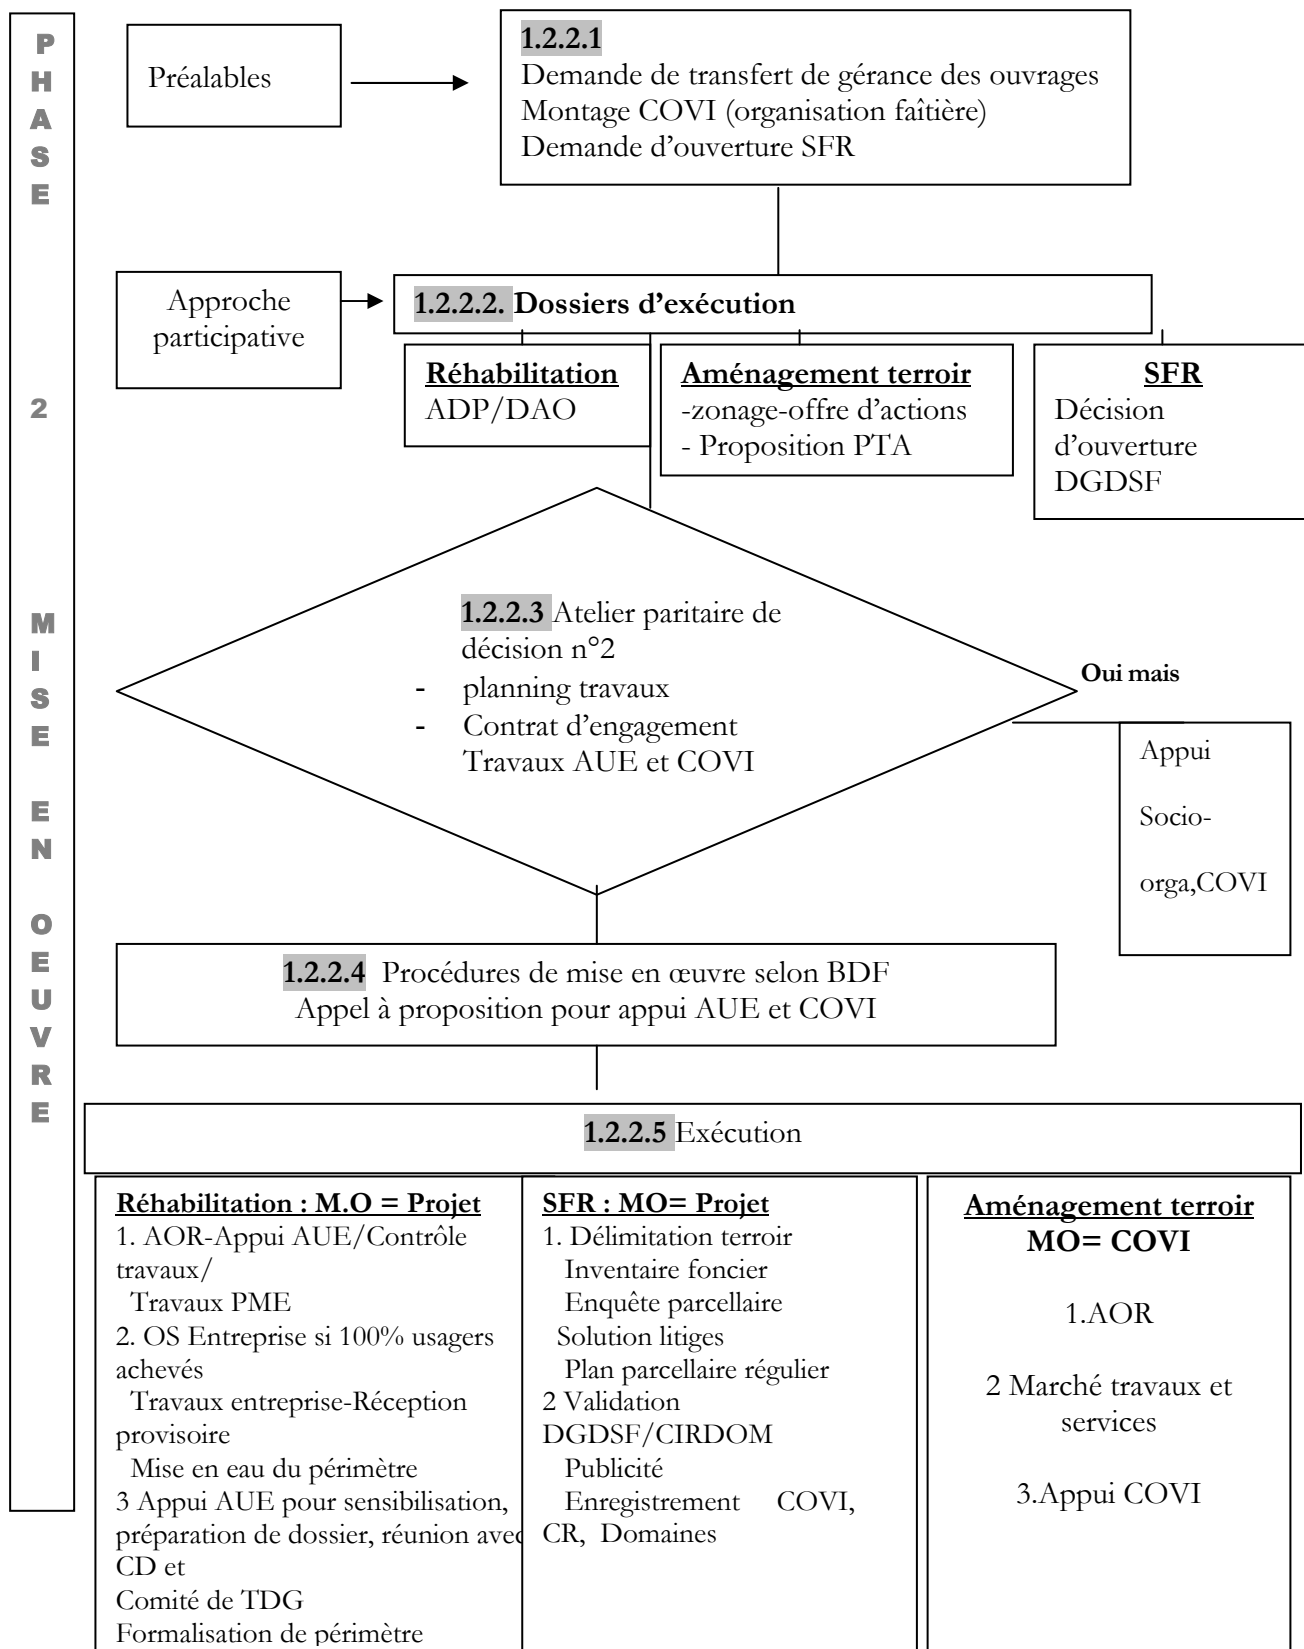 PHASE 2 MISE EN OEUVRE
Préalables
1.2.2.1
Demande de transfert de gérance des ouvrages
Montage COVI (organisation faîtière)
Demande d'ouverture SFR
Approche
participative
1.2.2.2. Dossiers d'exécution
Réhabilitation
ADP/DAO
Aménagement terroir
-zonage-offre d'actions
- Proposition PTA
SFR
Décision
d'ouverture
DGDSF
1.2.2.3 Atelier paritaire de
décision n°2
- planning travaux
- Contrat d'engagement
Travaux AUE et COVI
Oui mais
Appui
Socio-
orga,COVI
1.2.2.4 Procédures de mise en œuvre selon BDF
Appel à proposition pour appui AUE et COVI
1.2.2.5 Exécution
Réhabilitation : M.O = Projet
1. AOR-Appui AUE/Contrôle
travaux/
Travaux PME
2. OS Entreprise si 100% usagers
achevés
Travaux entreprise-Réception
provisoire
Mise en eau du périmètre
3 Appui AUE pour sensibilisation,
préparation de dossier, réunion avec
CD et
Comité de TDG
Formalisation de périmètre
SFR : MO= Projet
1. Délimitation terroir
Inventaire foncier
Enquête parcellaire
Solution litiges
Plan parcellaire régulier
2 Validation
DGDSF/CIRDOM
Publicité
Enregistrement COVI,
CR, Domaines
Aménagement terroir
MO= COVI
1.AOR
2 Marché travaux et
services
3.Appui COVI